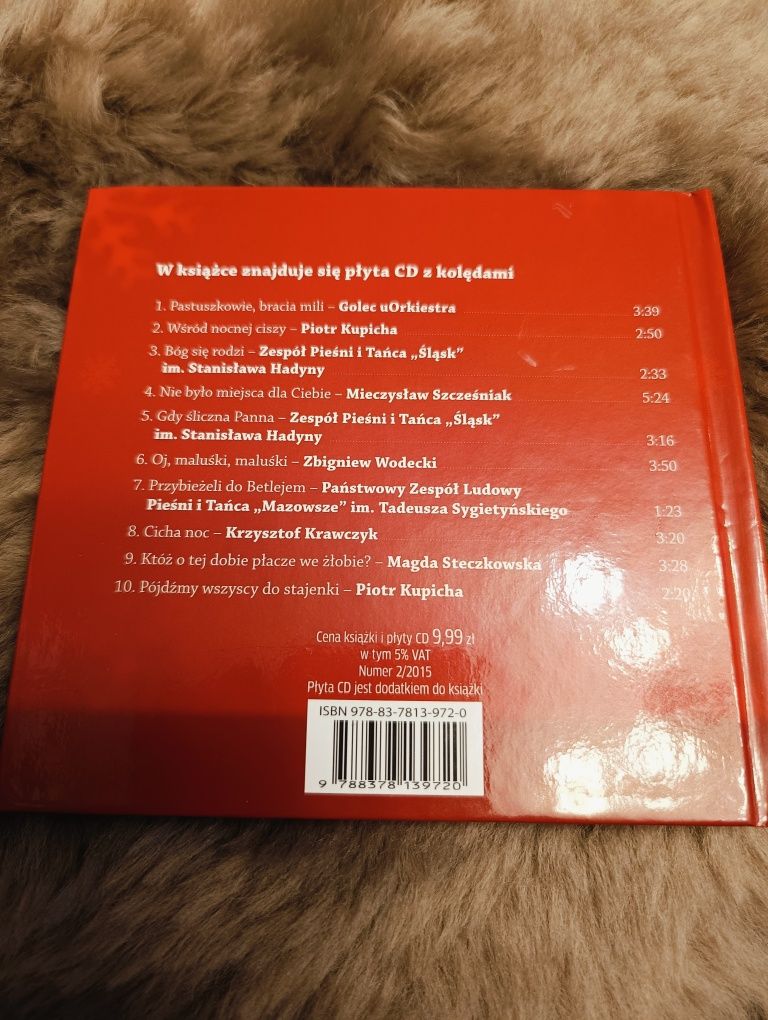 W książce znajduje się płyta CD z kolędami
1. Pastuszkowie, bracia mili – Golec uOrkiestra 3:39
2. Wśród nocnej ciszy – Piotr Kupicha 2:50
3. Bóg się rodzi – Zespół Pieśni i Tańca „Śląsk”
im. Stanisława Hadyny 2:33
4. Nie było miejsca dla Ciebie – Mieczysław Szcześniak 5:24
5. Gdy śliczna Panna – Zespół Pieśni i Tańca „Śląsk”
im. Stanisława Hadyny 3:16
6. Oj, maluśki, maluśki – Zbigniew Wodecki 3:50
7. Przybieżeli do Betlejem – Państwowy Zespół Ludowy
Pieśni i Tańca „Mazowsze” im. Tadeusza Sygietyńskiego 1:23
8. Cicha noc – Krzysztof Krawczyk 3:20
9. Któż o tej dobie płacze we żłobie? – Magda Steczkowska 3:28
10. Pójdźmy wszyscy do stajenki – Piotr Kupicha 2:20
Cena książki i płyty CD 9,99 zł
w tym 5% VAT
Numer 2/2015
Płyta CD jest dodatkiem do książki
ISBN 978-83-7813-972-0
9 788378 139720